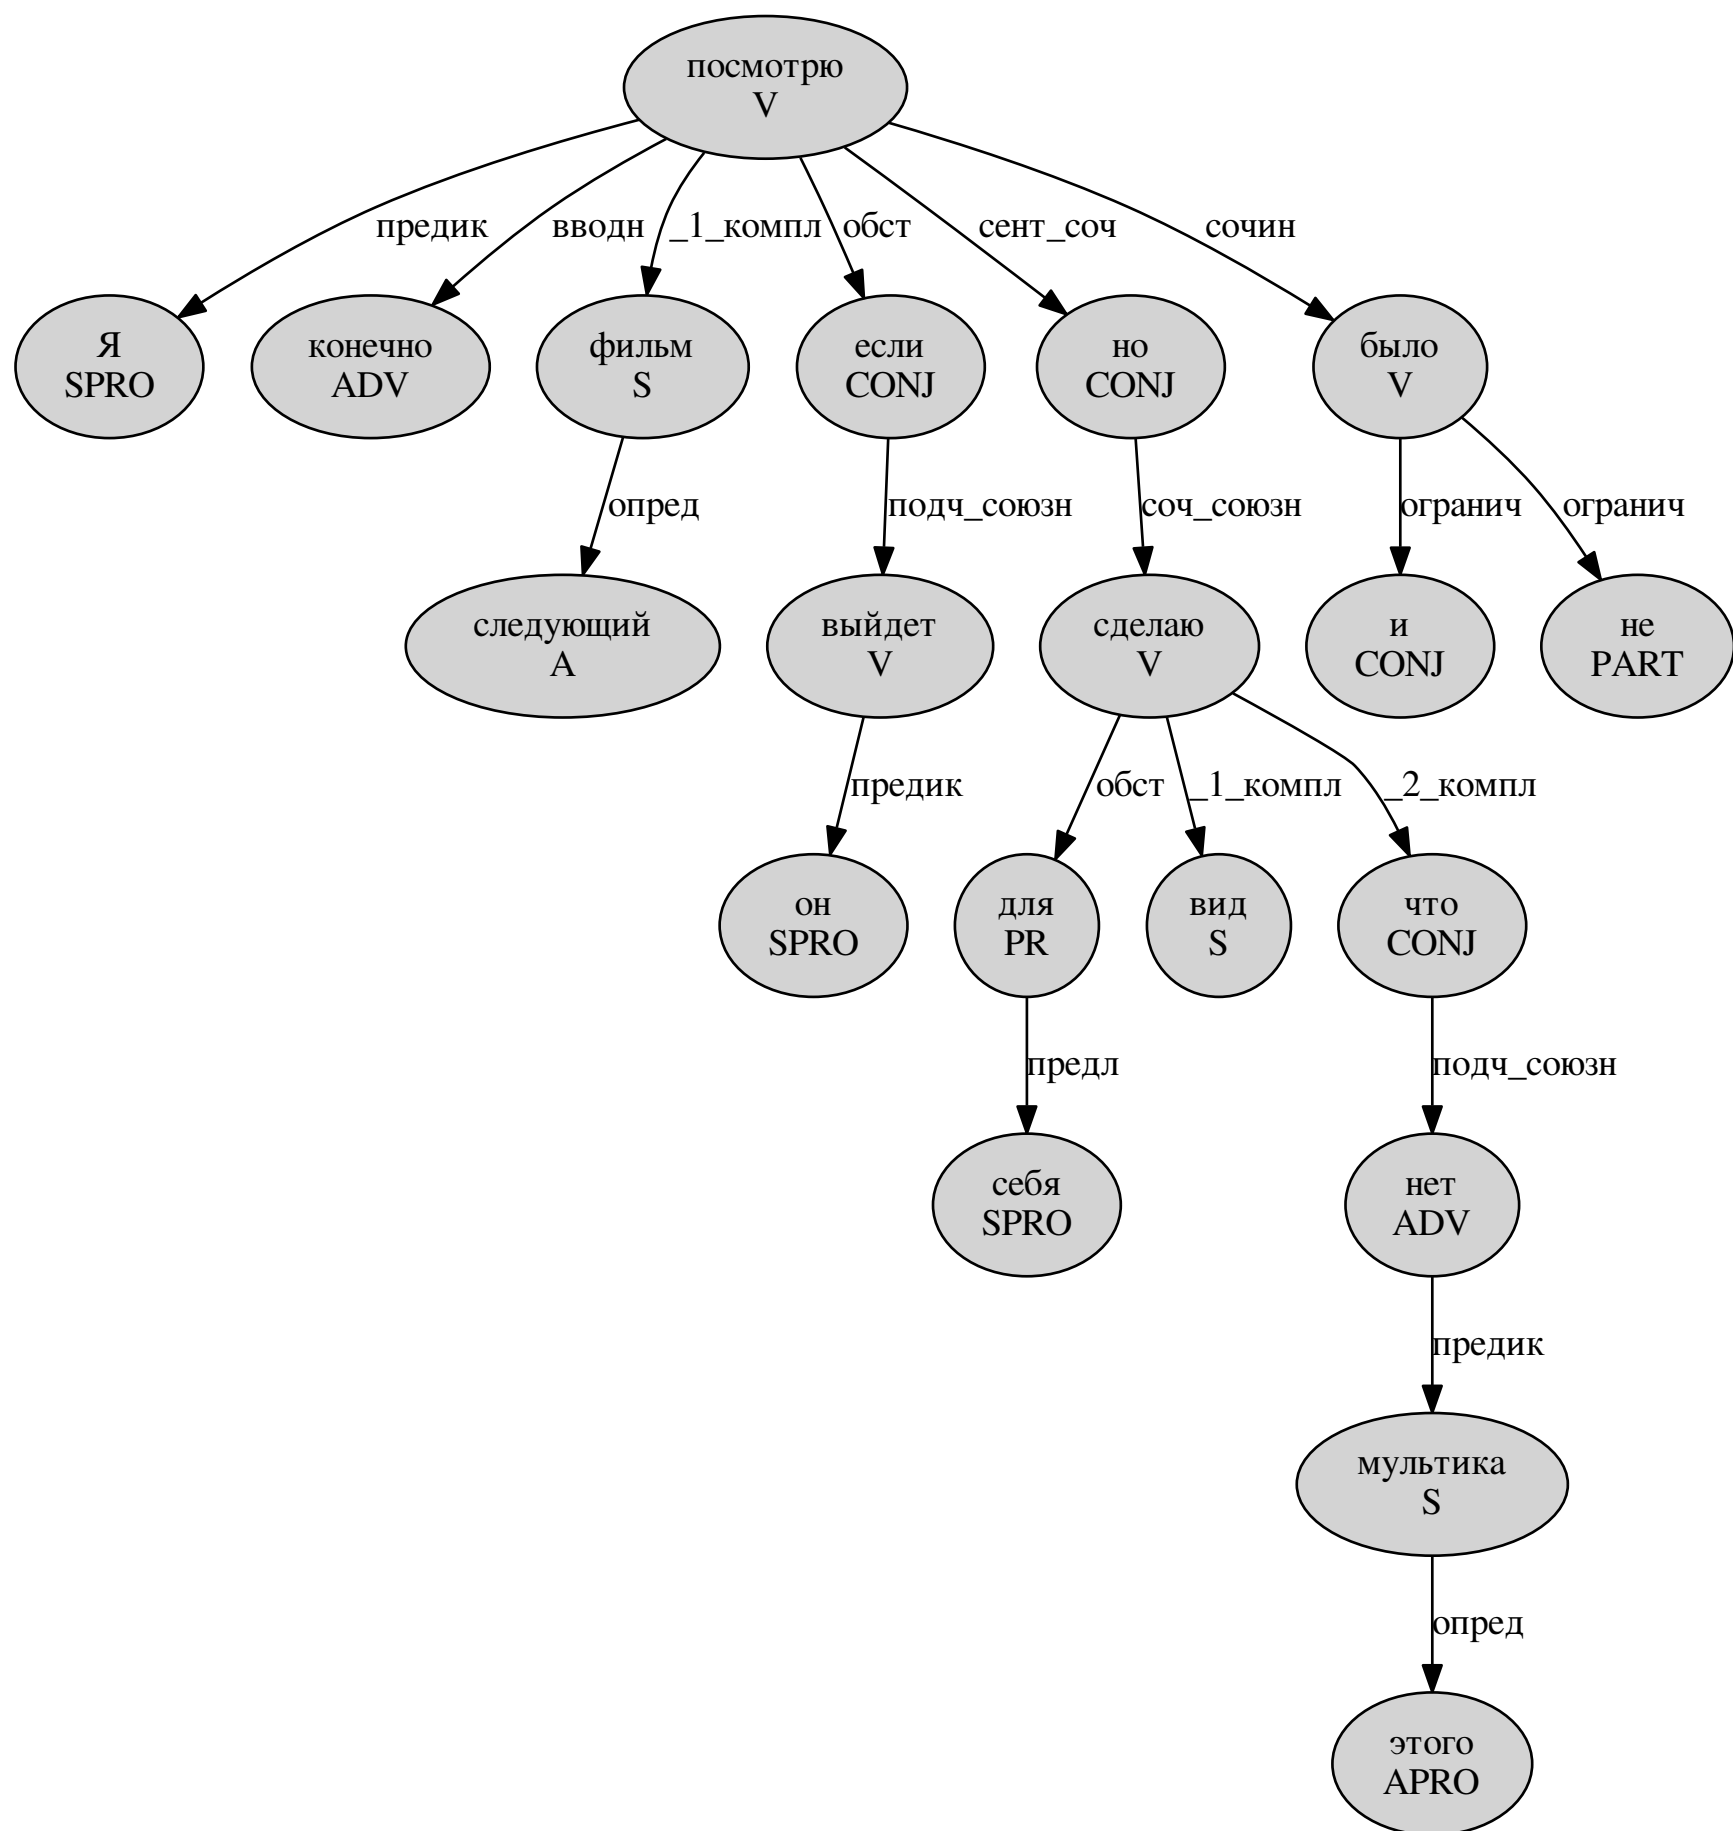 посмотрю
V
предик
вводн
_1_компл
обст
сент_соч
сочин
Я
SPRO
конечно
ADV
фильм
S
если
CONJ
но
CONJ
было
V
опред
подч_союзн
соч_союзн
огранич
огранич
следующий
A
выйдет
V
сделаю
V
и
CONJ
не
PART
предик
обст
_1_компл
_2_компл
он
SPRO
для
PR
вид
S
что
CONJ
предл
подч_союзн
себя
SPRO
нет
ADV
предик
мультика
S
опред
этого
APRO